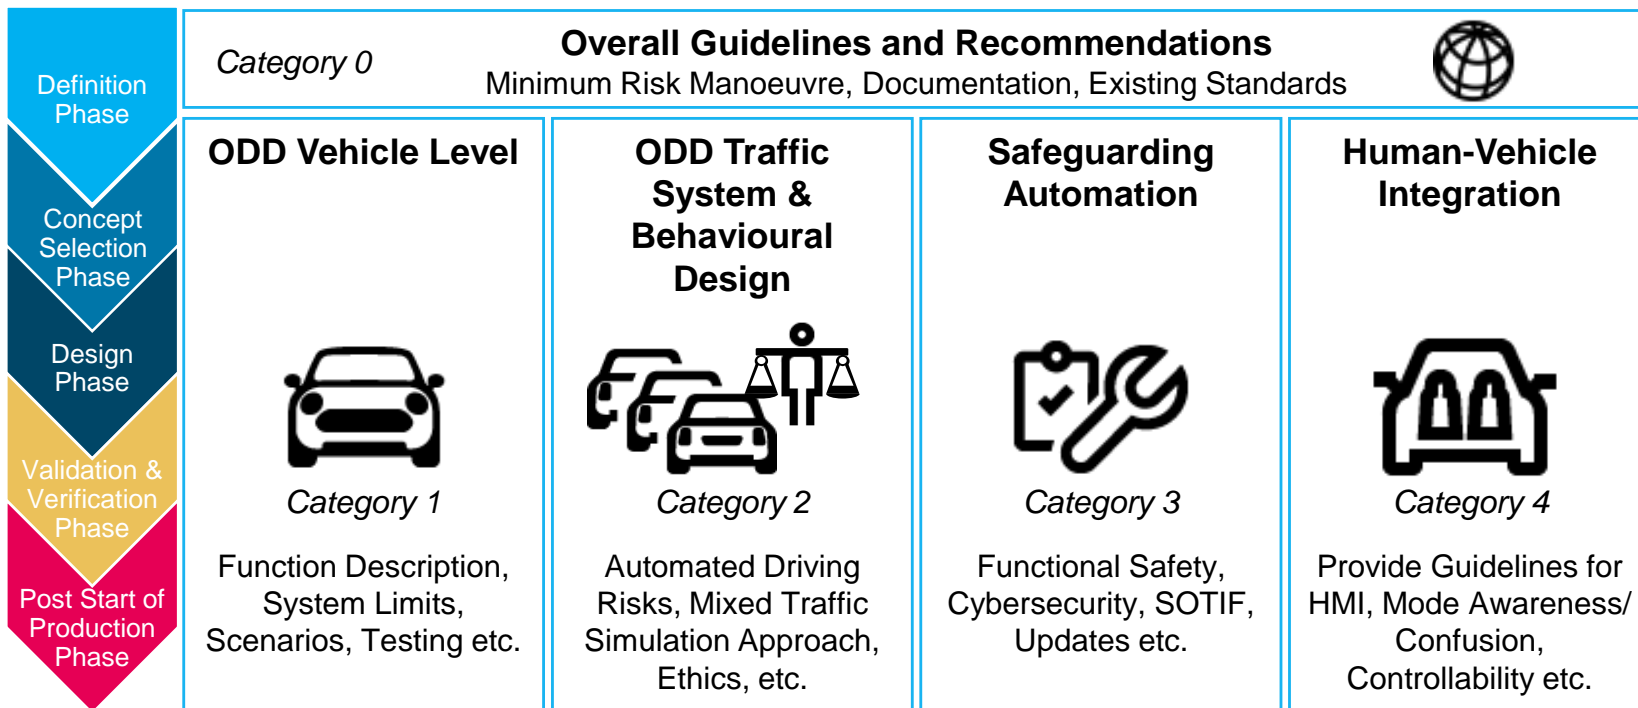 Definition
Phase
Concept
Selection
Phase
Design
Phase
Validation &
Verification
Phase
Post Start of
Production
Phase
Category 0
Overall Guidelines and Recommendations
Minimum Risk Manoeuvre, Documentation, Existing Standards
ODD Vehicle Level
Category 1
Function Description,
System Limits,
Scenarios, Testing etc.
ODD Traffic
System &
Behavioural
Design
Category 2
Automated Driving
Risks, Mixed Traffic
Simulation Approach,
Ethics, etc.
Safeguarding
Automation
Category 3
Functional Safety,
Cybersecurity, SOTIF,
Updates etc.
Human-Vehicle
Integration
Category 4
Provide Guidelines for
HMI, Mode Awareness/
Confusion,
Controllability etc.